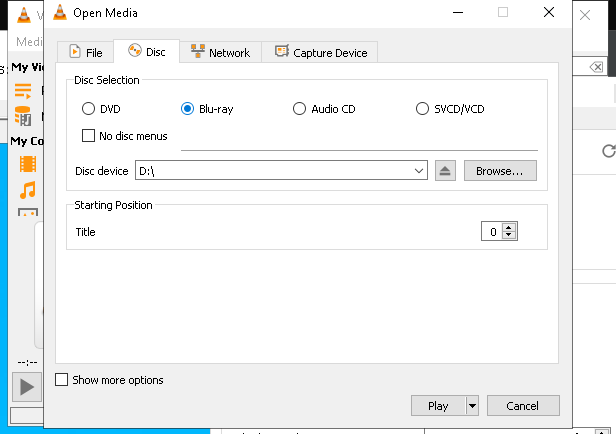 Open Media
Medi
File
Disc
Network
Capture Device
My Vi
My Co
Disc Selection
DVD
Blu-ray
Audio CD
SVCD/VCD
No disc menus
Disc device
D:\
Browse...
Starting Position
Title
0
--:--
Show more options
Play
Cancel